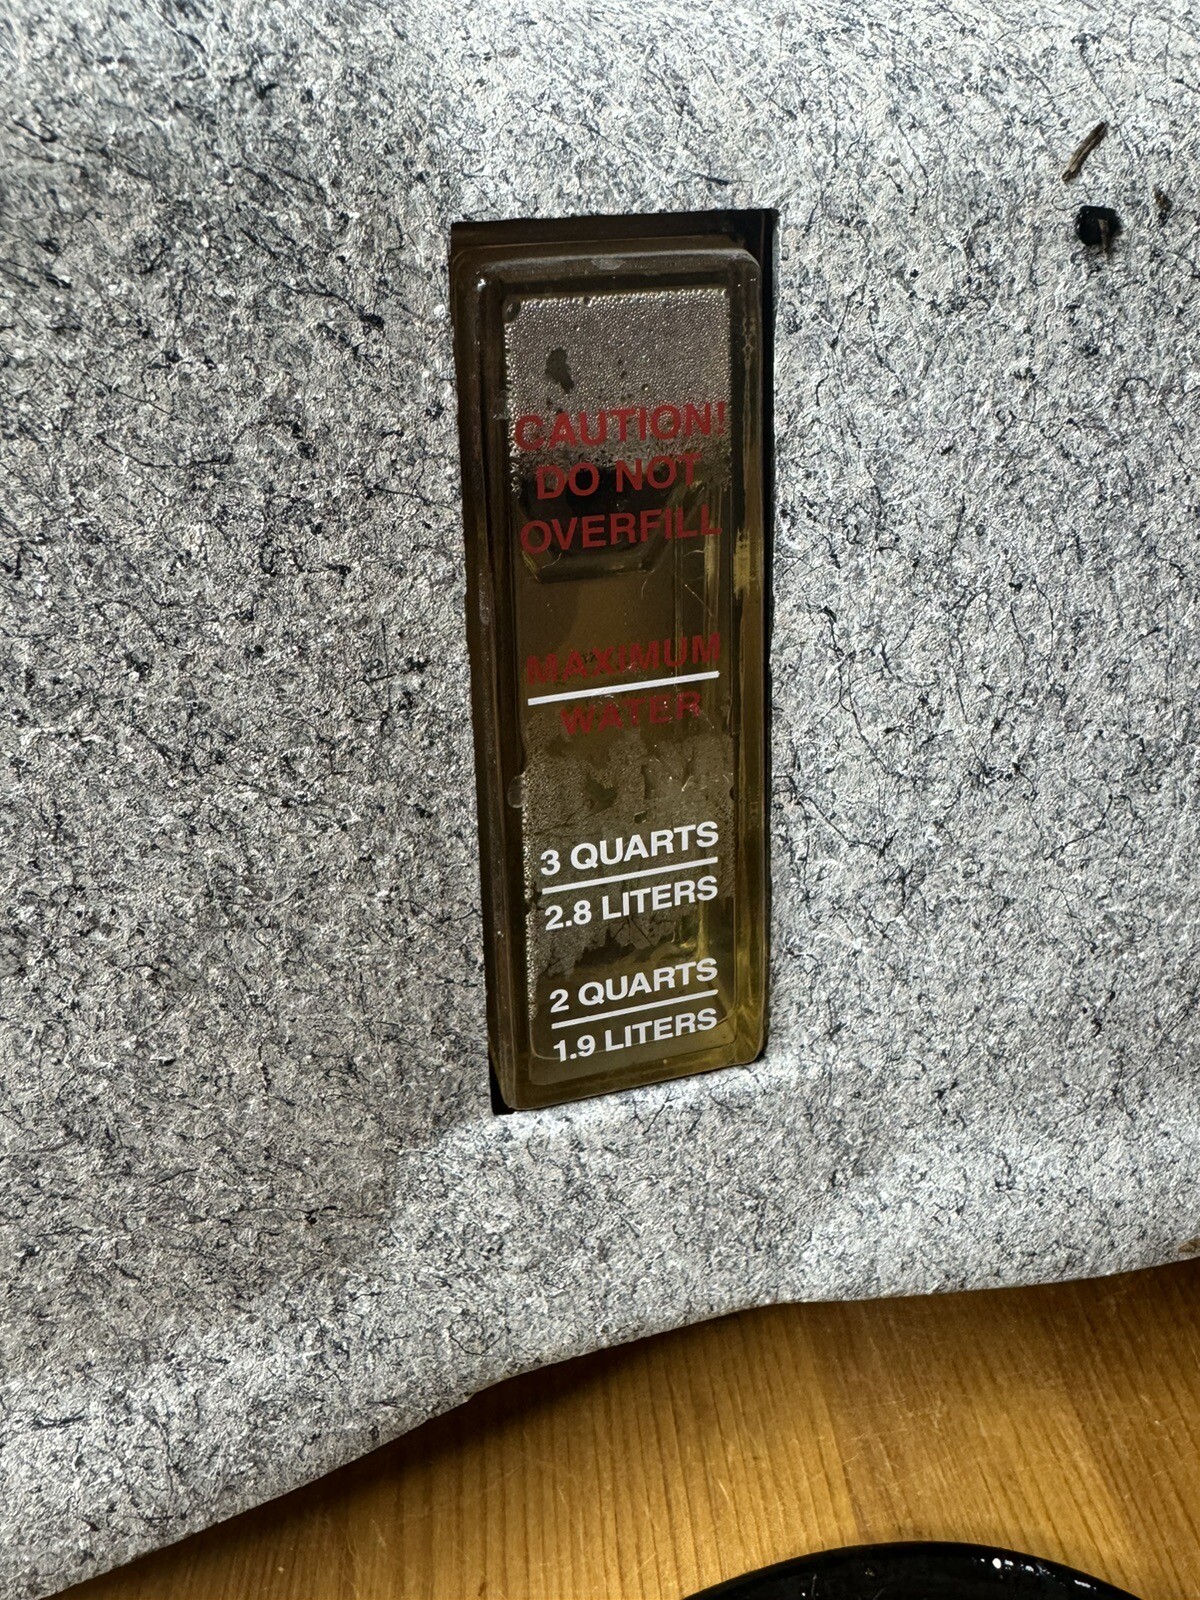 CAUTION!
DO NOT
OVERFILL
MAXIMUM
WATER
3 QUARTS
2.8 LITERS
2 QUARTS
1.9 LITERS